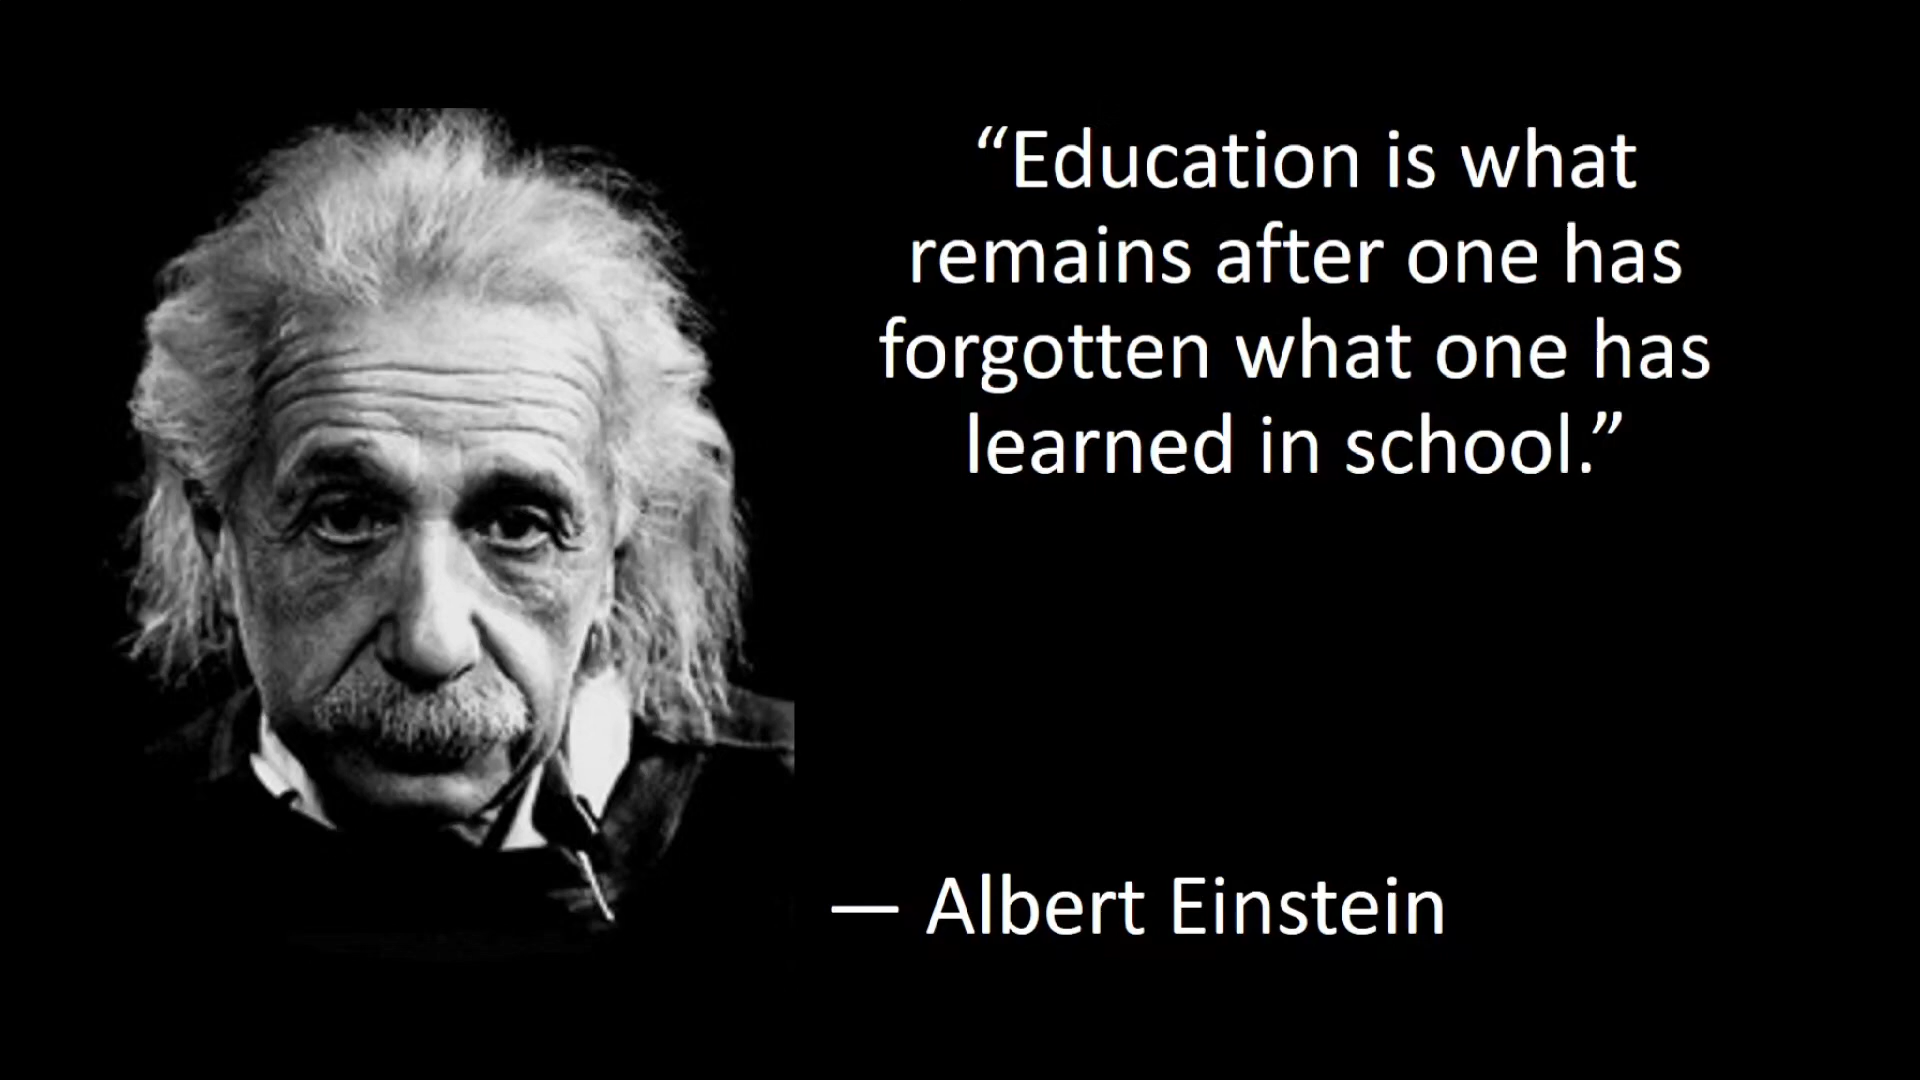 “Education is what
remains after one has
forgotten what one has
learned in school.”
— Albert Einstein